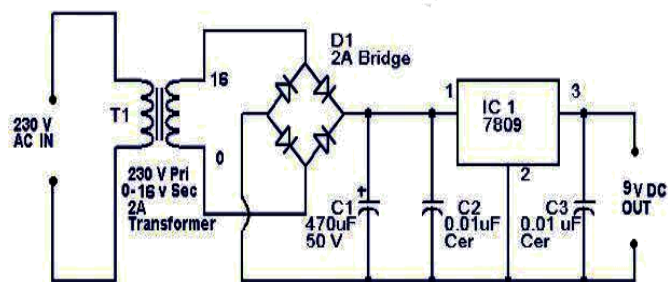 D1
2A Bridge
16
T1
1
IC 1
7809
3
230 V
AC IN
0
2
230 V Pri
0-16 v Sec
2A
Transformer
+
C1
470uF
50 V
C2
0.01uF
Cer
C3
0.01 uF
Cer
9V DC
OUT